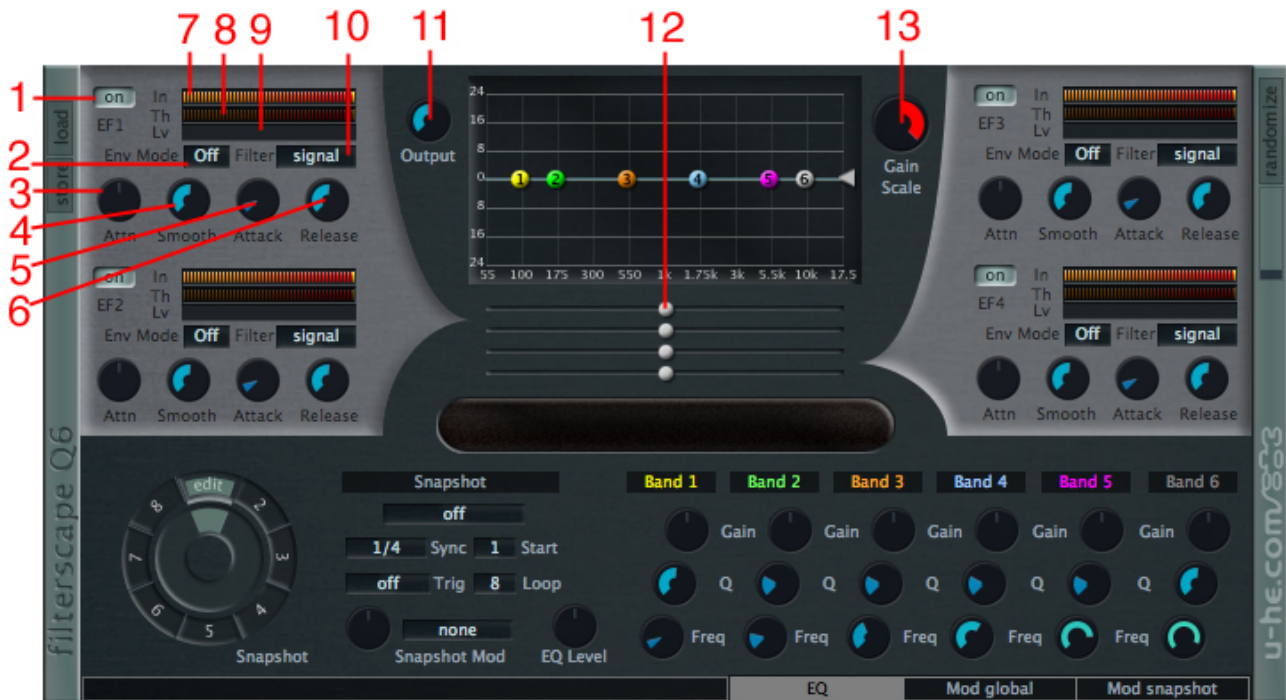 7 8 9 10 11 12 13
1 on In
EF1 Th
Lv
2 Env Mode Off Filter signal
3
4 Attn Smooth Attack Release
5
6
on In
EF2 Th
Lv
Env Mode Off Filter signal
Attn Smooth Attack Release
load
store
filterscape Q6
Output
24
16
8
0
8
16
24
1 2 3 4 5 6
55 100 175 300 550 1k 1.75k 3k 5.5k 10k 17.5
Gain
Scale
on In
EF3 Th
Lv
Env Mode Off Filter signal
Attn Smooth Attack Release
on In
EF4 Th
Lv
Env Mode Off Filter signal
Attn Smooth Attack Release
randomize
edit
2
3
4
5
6
7
8
Snapshot
Snapshot
off
1/4 Sync 1 Start
off Trig 8 Loop
none
Snapshot Mod EQ Level
Band 1 Band 2 Band 3 Band 4 Band 5 Band 6
Gain Gain Gain Gain Gain
Q Q Q Q Q
Freq Freq Freq Freq Freq
EQ Mod global Mod snapshot